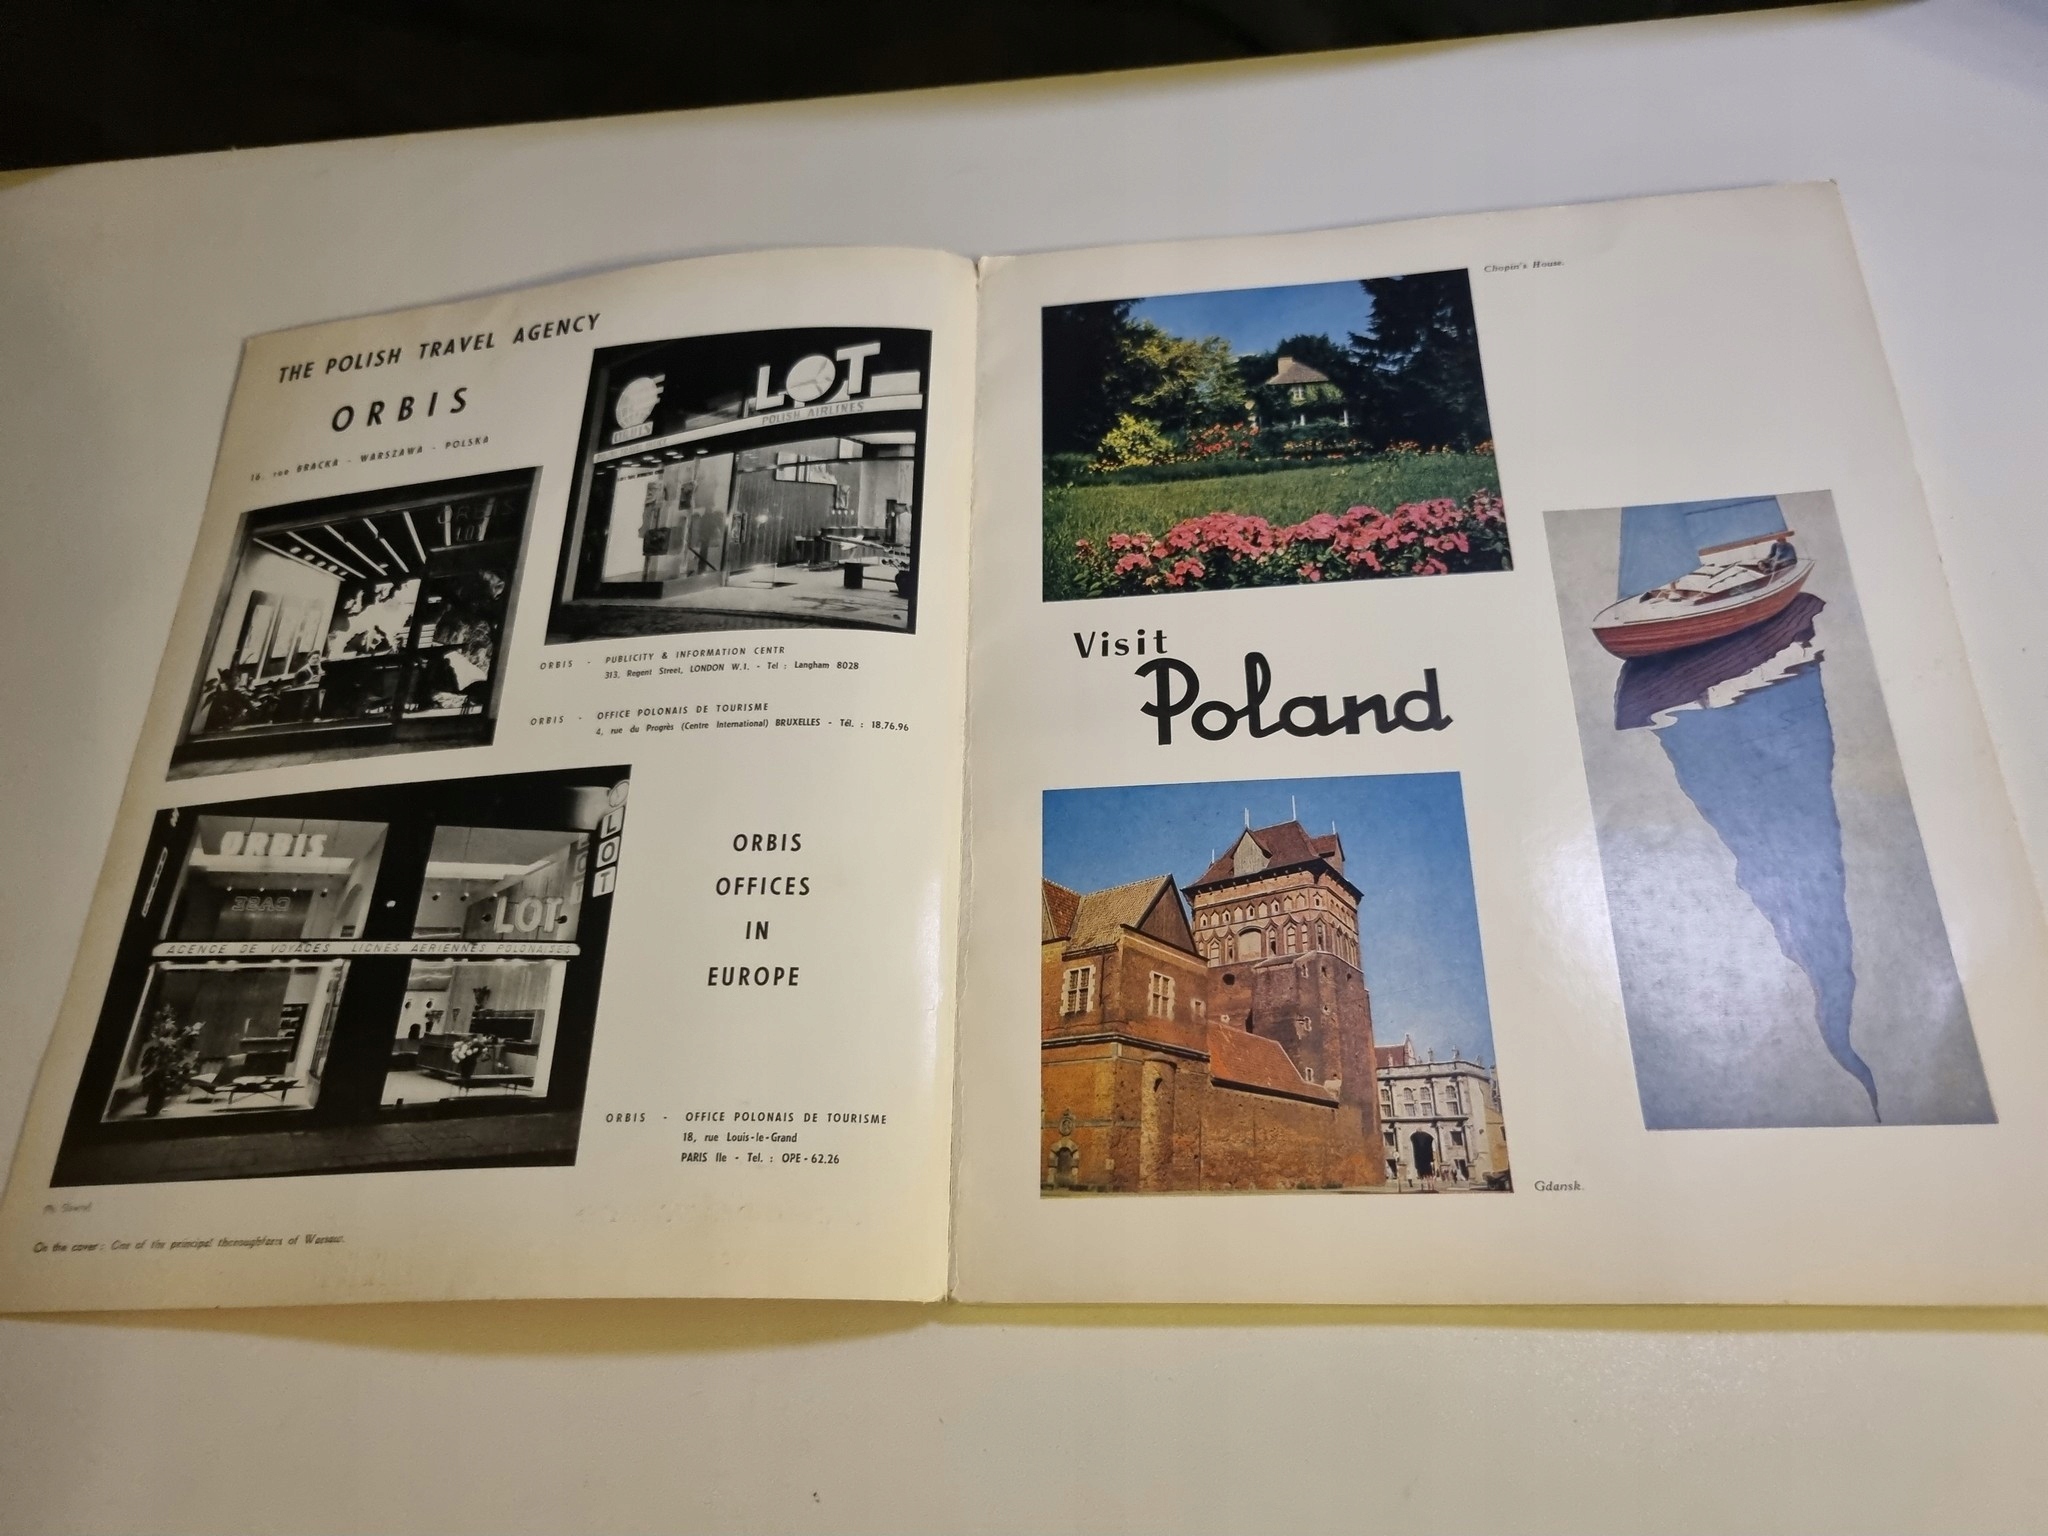 THE POLISH TRAVEL AGENCY
ORBIS
16, rue BRACKA - WARSZAWA - POLSKA
ORBIS
LOT
ORBIS
LOT
POLISH AIRLINES
ORBIS - PUBLICITY & INFORMATION CENTR
313, Regent Street, LONDON W.1. - Tel : Langham 8028
ORBIS - OFFICE POLONAIS DE TOURISME
4, rue du Progrès (Centre International) BRUXELLES - Tél. : 18.76.96
ORBIS
LOT
LOT
AGENCE DE VOYAGES LIGNES AERIENNES POLONAISES
ORBIS
OFFICES
IN
EUROPE
ORBIS - OFFICE POLONAIS DE TOURISME
18, rue Louis-le-Grand
PARIS IIe - Tel. : OPE - 62.26
On the cover : One of the principal thoroughfares of Warsaw.
Chopin's House.
Visit
Poland
Gdansk.